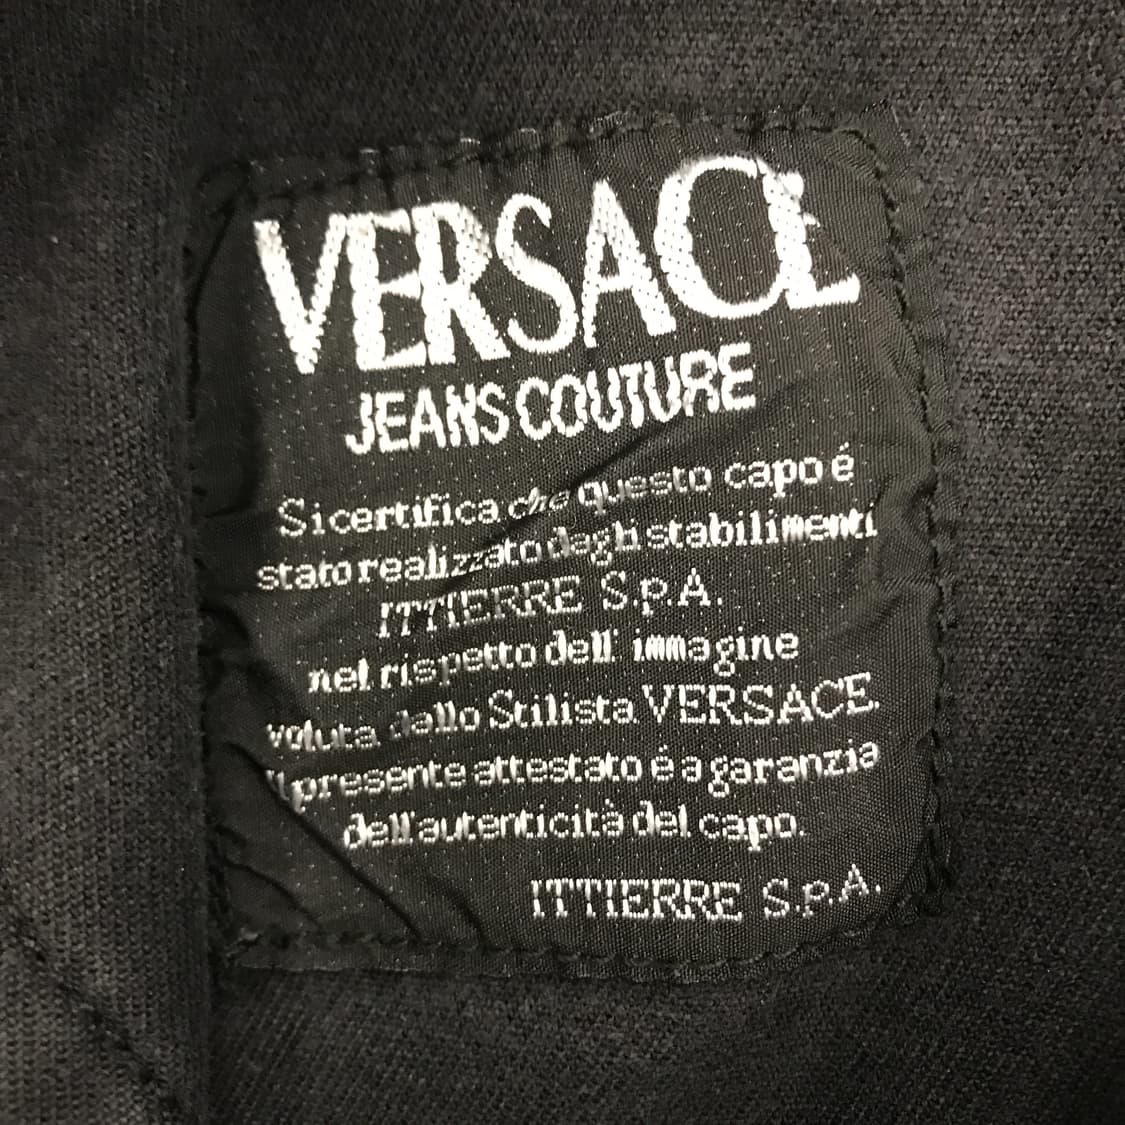 VERSACE
JEANS COUTURE
Si certifica che questo capo é
stato realizzato dagli stabilimenti
ITTIERRE S.p.A.
nel rispetto dell' immagine
voluta dallo Stilista VERSACE.
Il presente attestato é a garanzia
dell'autenticità del capo.
ITTIERRE S.p.A.